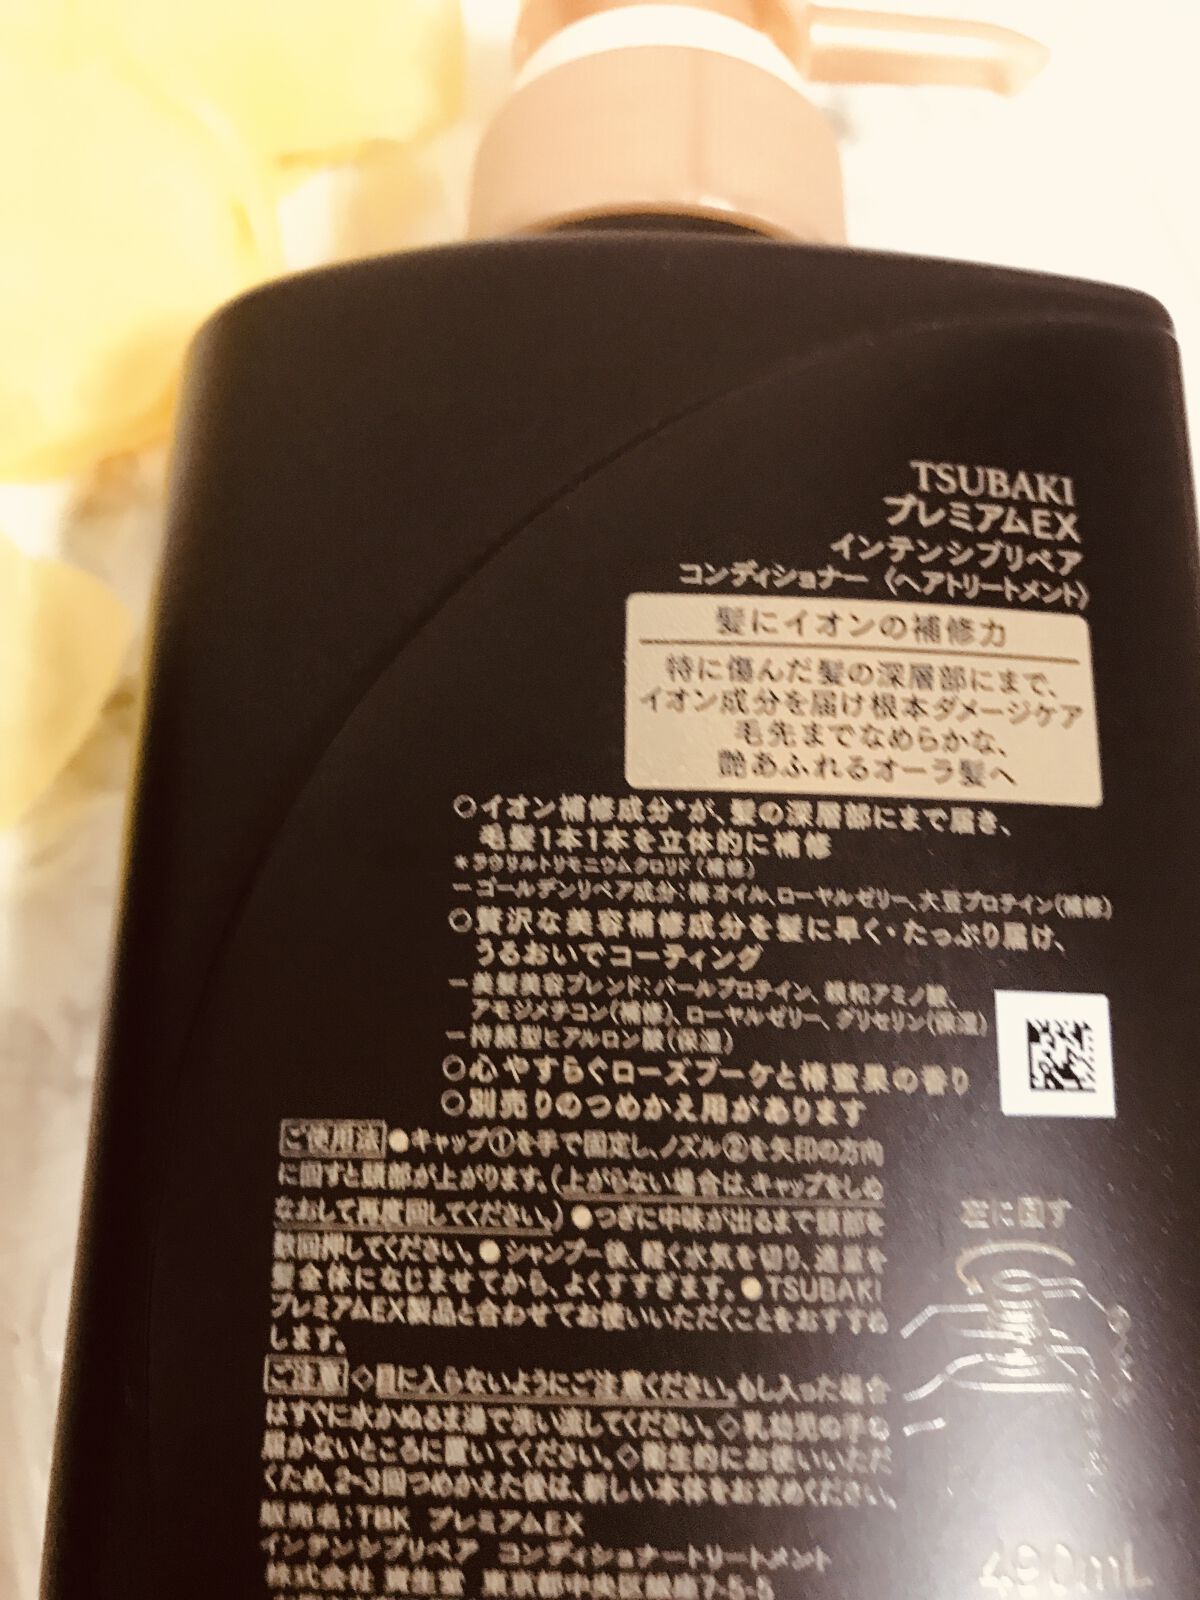 TSUBAKI
プレミアムEX
インテンシブリペア
コンディショナー〈ヘアトリートメント〉
髪にイオンの補修力
特に傷んだ髪の深層部にまで、
イオン成分を届け根本ダメージケア
毛先までなめらかな、
艶あふれるオーラ髪へ
○イオン補修成分*が、髪の深層部にまで届き、
毛髪1本1本を立体的に補修
*ラウリルトリモニウムクロリド(補修)
ーゴールデンリペア成分:椿オイル、ローヤルゼリー、大豆プロテイン(補修)
○贅沢な美容補修成分を髪に早く・たっぷり届け、
うるおいでコーティング
ー美髪美容ブレンド:パールプロテイン、緩和アミノ酸、
アモジメチコン(補修)、ローヤルゼリー、グリセリン(保湿)
ー持続型ヒアルロン酸(保湿)
○心やすらぐローズブーケと椿蜜果の香り
○別売りのつめかえ用があります
ご使用法 ●キャップ①を手で固定し、ノズル②を矢印の方向
に回すと頭部が上がります。(上がらない場合は、キャップをしめ
なおして再度回してください。)●つぎに中味が出るまで頭部を
数回押してください。●シャンプー後、軽く水気を切り、適量を
髪全体になじませてから、よくすすぎます。●TSUBAKI
プレミアムEX製品と合わせてお使いいただくことをおすすめ
します。
左に回す
ご注意 ◇目に入らないようにご注意ください。もし入った場合
はすぐに水かぬるま湯で洗い流してください。◇乳幼児の手の
届かないところに置いてください。◇衛生的にお使いいただ
くため、2~3回つめかえた後は、新しい本体をお求めください。
販売名:TBK プレミアムEX
インテンシブリペア コンディショナートリートメント
株式会社 資生堂 東京都中央区銀座7-5-5
490mL